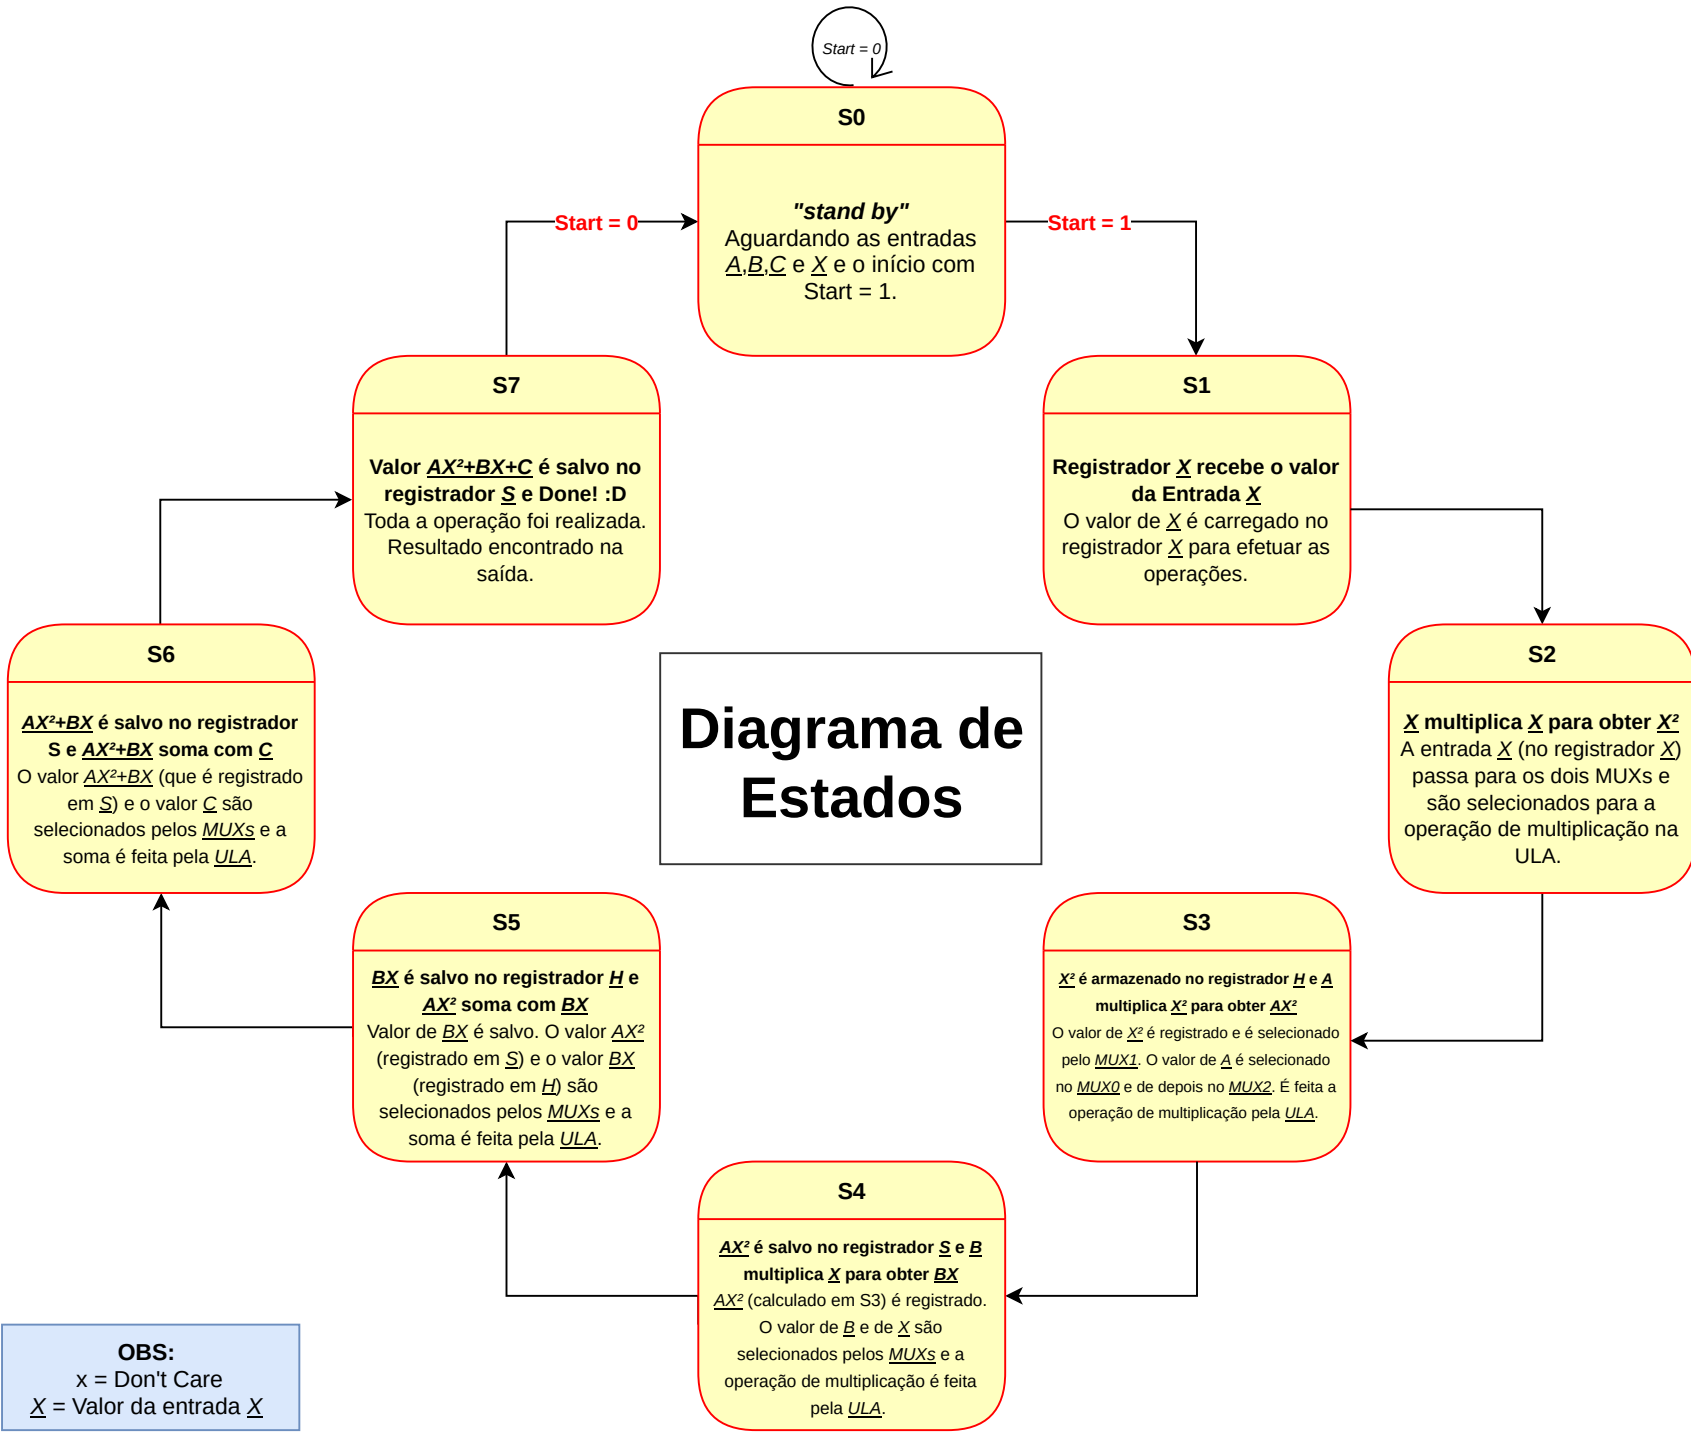 Start = 0
S0
"stand by"
Aguardando as entradas
A,B,C e X e o início com
Start = 1.
Start = 0
Start = 1
S7
Valor AX²+BX+C é salvo no
registrador S e Done! :D
Toda a operação foi realizada.
Resultado encontrado na
saída.
S1
Registrador X recebe o valor
da Entrada X
O valor de X é carregado no
registrador X para efetuar as
operações.
S6
AX²+BX é salvo no registrador
S e AX²+BX soma com C
O valor AX²+BX (que é registrado
em S) e o valor C são
selecionados pelos MUXs e a
soma é feita pela ULA.
Diagrama de
Estados
S2
X multiplica X para obter X²
A entrada X (no registrador X)
passa para os dois MUXs e
são selecionados para a
operação de multiplicação na
ULA.
S5
BX é salvo no registrador H e
AX² soma com BX
Valor de BX é salvo. O valor AX²
(registrado em S) e o valor BX
(registrado em H) são
selecionados pelos MUXs e a
soma é feita pela ULA.
S3
X² é armazenado no registrador H e A
multiplica X² para obter AX²
O valor de X² é registrado e é selecionado
pelo MUX1. O valor de A é selecionado
no MUX0 e de depois no MUX2. É feita a
operação de multiplicação pela ULA.
S4
AX² é salvo no registrador S e B
multiplica X para obter BX
AX² (calculado em S3) é registrado.
O valor de B e de X são
selecionados pelos MUXs e a
operação de multiplicação é feita
pela ULA.
OBS:
x = Don't Care
X = Valor da entrada X